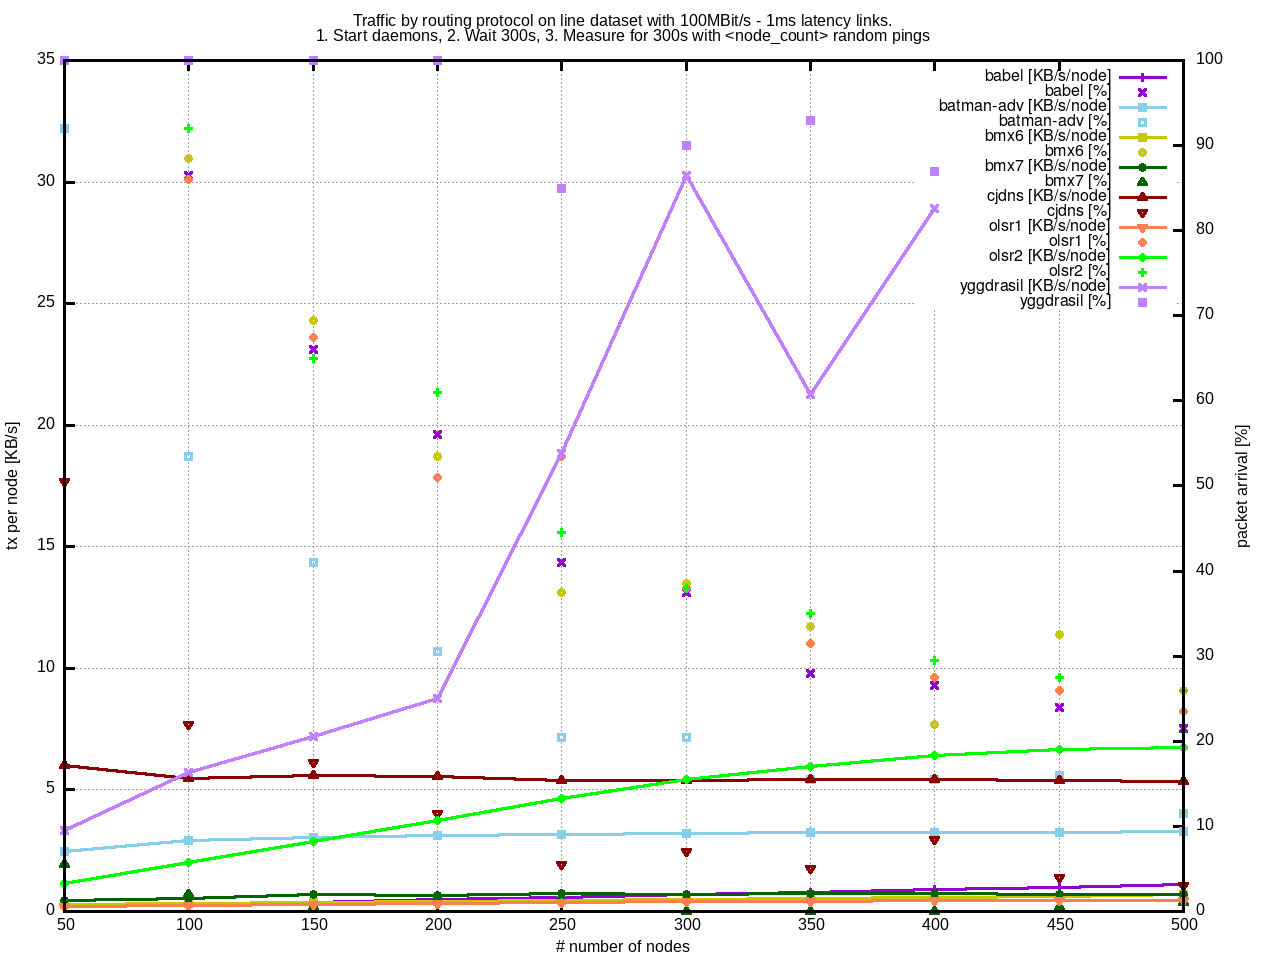 Traffic by routing protocol on line dataset with 100MBit/s - 1ms latency links.
1. Start daemons, 2. Wait 300s, 3. Measure for 300s with <node_count> random pings
35
30
25
20
15
10
5
0
tx per node [KB/s]
50
100
150
200
250
300
350
400
450
500
# number of nodes
100
90
80
70
60
50
40
30
20
10
0
packet arrival [%]
babel [KB/s/node]
babel [%]
batman-adv [KB/s/node]
batman-adv [%]
bmx6 [KB/s/node]
bmx6 [%]
bmx7 [KB/s/node]
bmx7 [%]
cjdns [KB/s/node]
cjdns [%]
olsr1 [KB/s/node]
olsr1 [%]
olsr2 [KB/s/node]
olsr2 [%]
yggdrasil [KB/s/node]
yggdrasil [%]